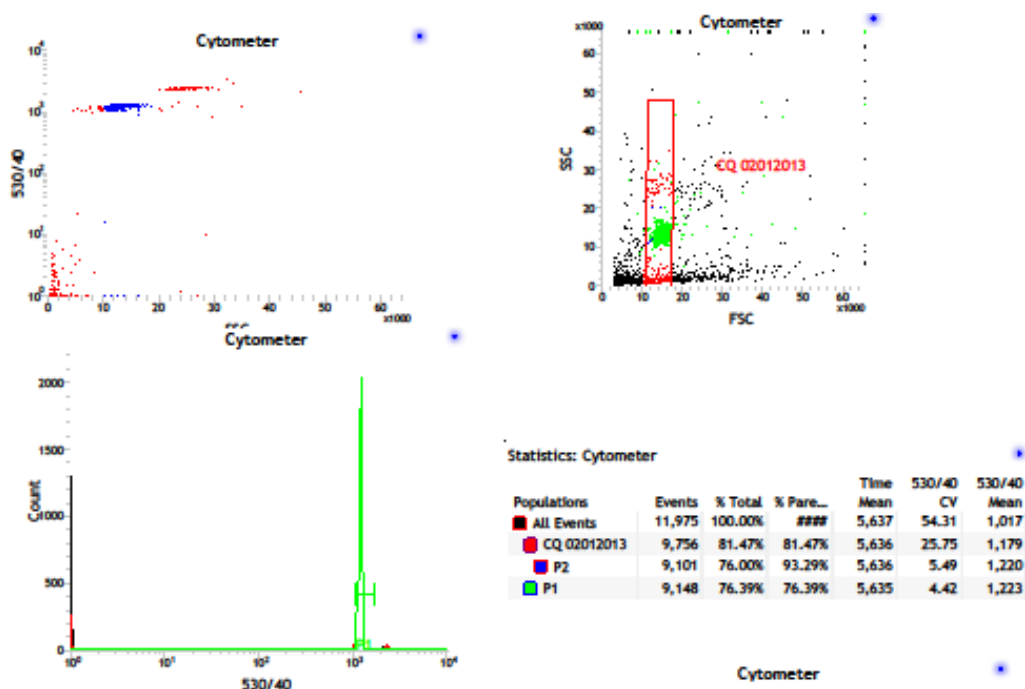 Cytometer
10⁴
10³
10²
10¹
10⁰
530/40
0
10
20
30
40
50
60
x1000
Cytometer
x1000
60
50
40
30
20
10
0
SSC
CQ 02012013
0
10
20
30
40
50
60
x1000
FSC
Cytometer
2000
1500
1000
500
0
Count
10⁰
10¹
10²
10³
10⁴
530/40
Statistics: Cytometer
Time 530/40 530/40
Populations Events % Total % Pare... Mean CV Mean
All Events 11,975 100.00% #### 5,637 54.31 1,017
CQ 02012013 9,756 81.47% 81.47% 5,636 25.75 1,179
P2 9,101 76.00% 93.29% 5,636 5.49 1,220
P1 9,148 76.39% 76.39% 5,635 4.42 1,223
Cytometer